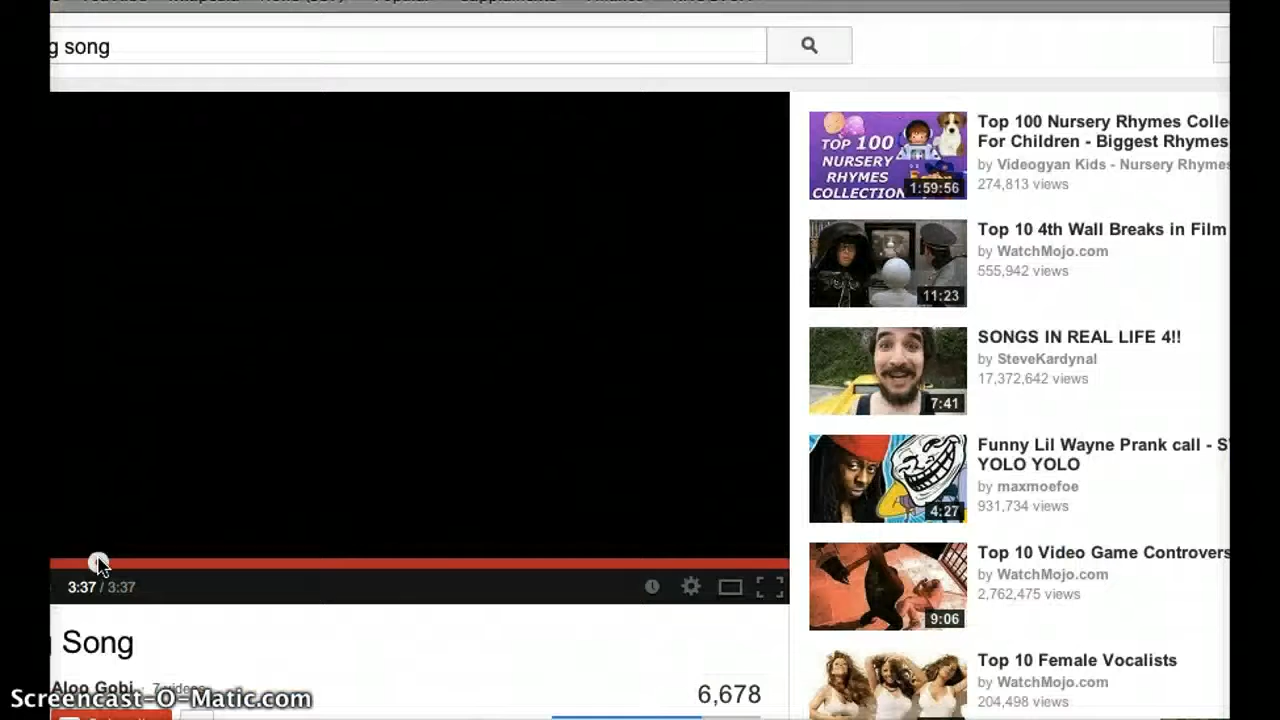 g song
TOP 100
NURSERY
RHYMES
COLLECTION
1:59:56
Top 100 Nursery Rhymes Colle
For Children - Biggest Rhymes
by Videogyan Kids - Nursery Rhymes
274,813 views
11:23
Top 10 4th Wall Breaks in Film
by WatchMojo.com
555,942 views
7:41
SONGS IN REAL LIFE 4!!
by SteveKardynal
17,372,642 views
4:27
Funny Lil Wayne Prank call - S
YOLO YOLO
by maxmoefoe
931,734 views
9:06
Top 10 Video Game Controvers
by WatchMojo.com
2,762,475 views
Top 10 Female Vocalists
by WatchMojo.com
204,498 views
3:37 / 3:37
Song
Aloo Gobi
6,678
Screencast-O-Matic.com